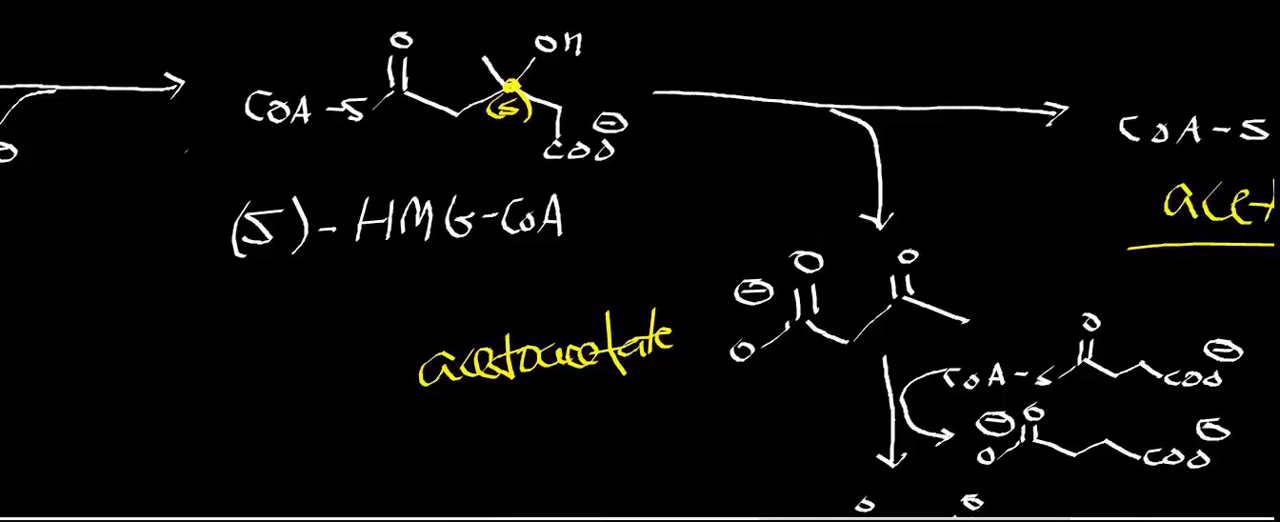 O OH
CoA-S (S)
COO⊖
CoA-S
(S)-HMG-CoA
acet
O O
⊖
O
acetoacetate
O
CoA-S COO⊖
⊖ O ⊖
O COO
O O